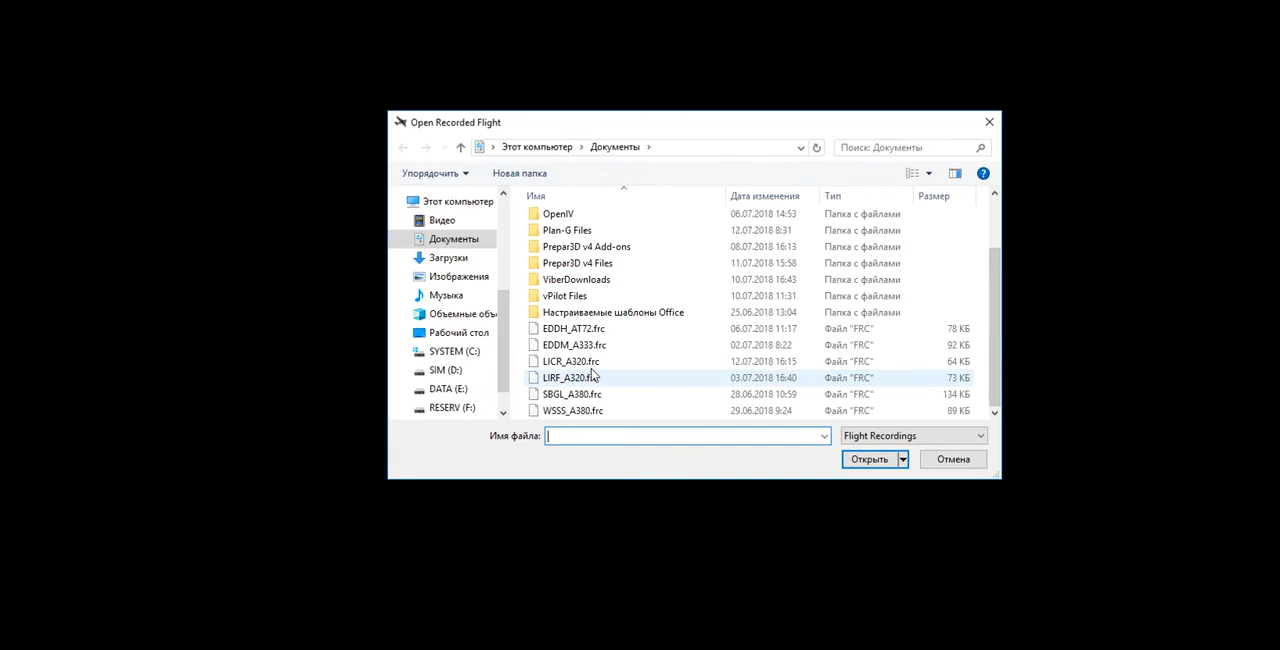 Open Recorded Flight
Этот компьютер > Документы >
Поиск: Документы
Упорядочить
Новая папка
Этот компьютер
Видео
Документы
Загрузки
Изображения
Музыка
Объемные объ
Рабочий стол
SYSTEM (C:)
SIM (D:)
DATA (E:)
RESERV (F:)
Имя Дата изменения Тип Размер
OpenIV 06.07.2018 14:53 Папка с файлами
Plan-G Files 12.07.2018 8:31 Папка с файлами
Prepar3D v4 Add-ons 08.07.2018 16:13 Папка с файлами
Prepar3D v4 Files 11.07.2018 15:58 Папка с файлами
ViberDownloads 10.07.2018 16:43 Папка с файлами
vPilot Files 10.07.2018 11:31 Папка с файлами
Настраиваемые шаблоны Office 25.06.2018 13:04 Папка с файлами
EDDH_AT72.frc 06.07.2018 11:17 Файл "FRC" 78 КБ
EDDM_A333.frc 02.07.2018 8:22 Файл "FRC" 92 КБ
LICR_A320.frc 12.07.2018 16:15 Файл "FRC" 64 КБ
LIRF_A320.f 03.07.2018 16:40 Файл "FRC" 73 КБ
SBGL_A380.frc 28.06.2018 10:59 Файл "FRC" 134 КБ
WSSS_A380.frc 29.06.2018 9:24 Файл "FRC" 89 КБ
Имя файла:
Flight Recordings
Открыть
Отмена